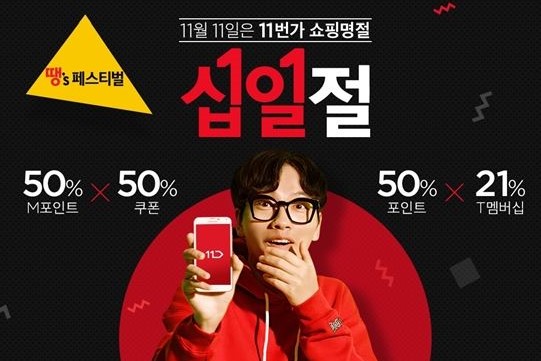 11월 11일은 11번가 쇼핑명절
땡's 페스티벌
십일절
50% × 50%
M포인트 쿠폰
50% × 21%
포인트 T멤버십
11